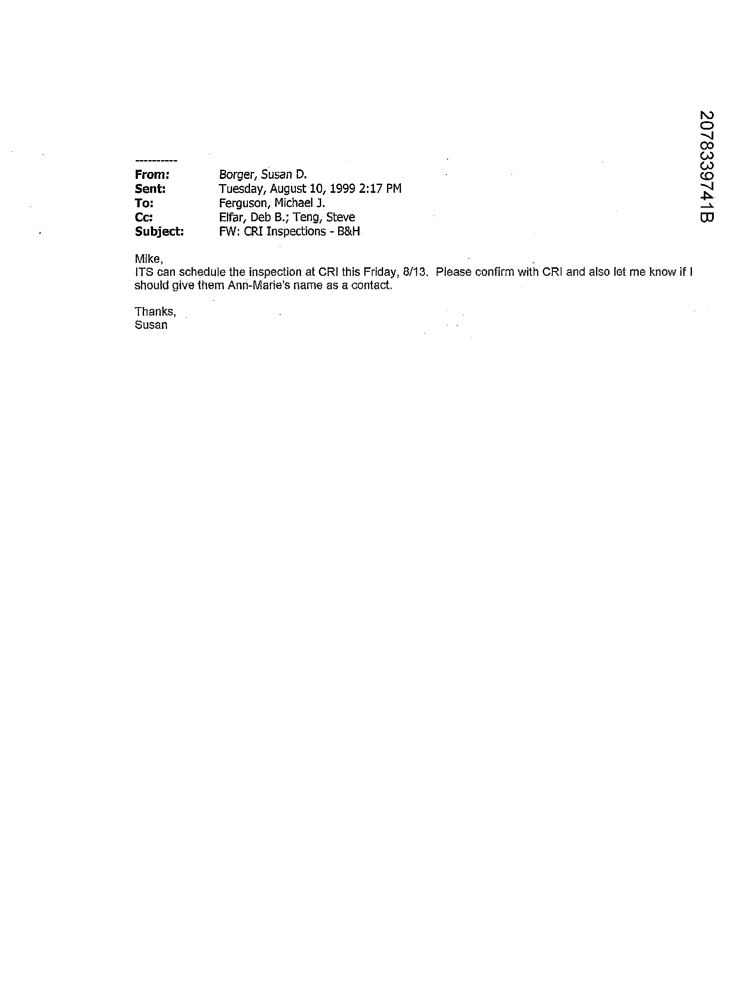 2078339741B
----------
From: Borger, Susan D.
Sent: Tuesday, August 10, 1999 2:17 PM
To: Ferguson, Michael J.
Cc: Elfar, Deb B.; Teng, Steve
Subject: FW: CRI Inspections - B&H
Mike,
ITS can schedule the inspection at CRI this Friday, 8/13. Please confirm with CRI and also let me know if I
should give them Ann-Marie's name as a contact.
Thanks,
Susan